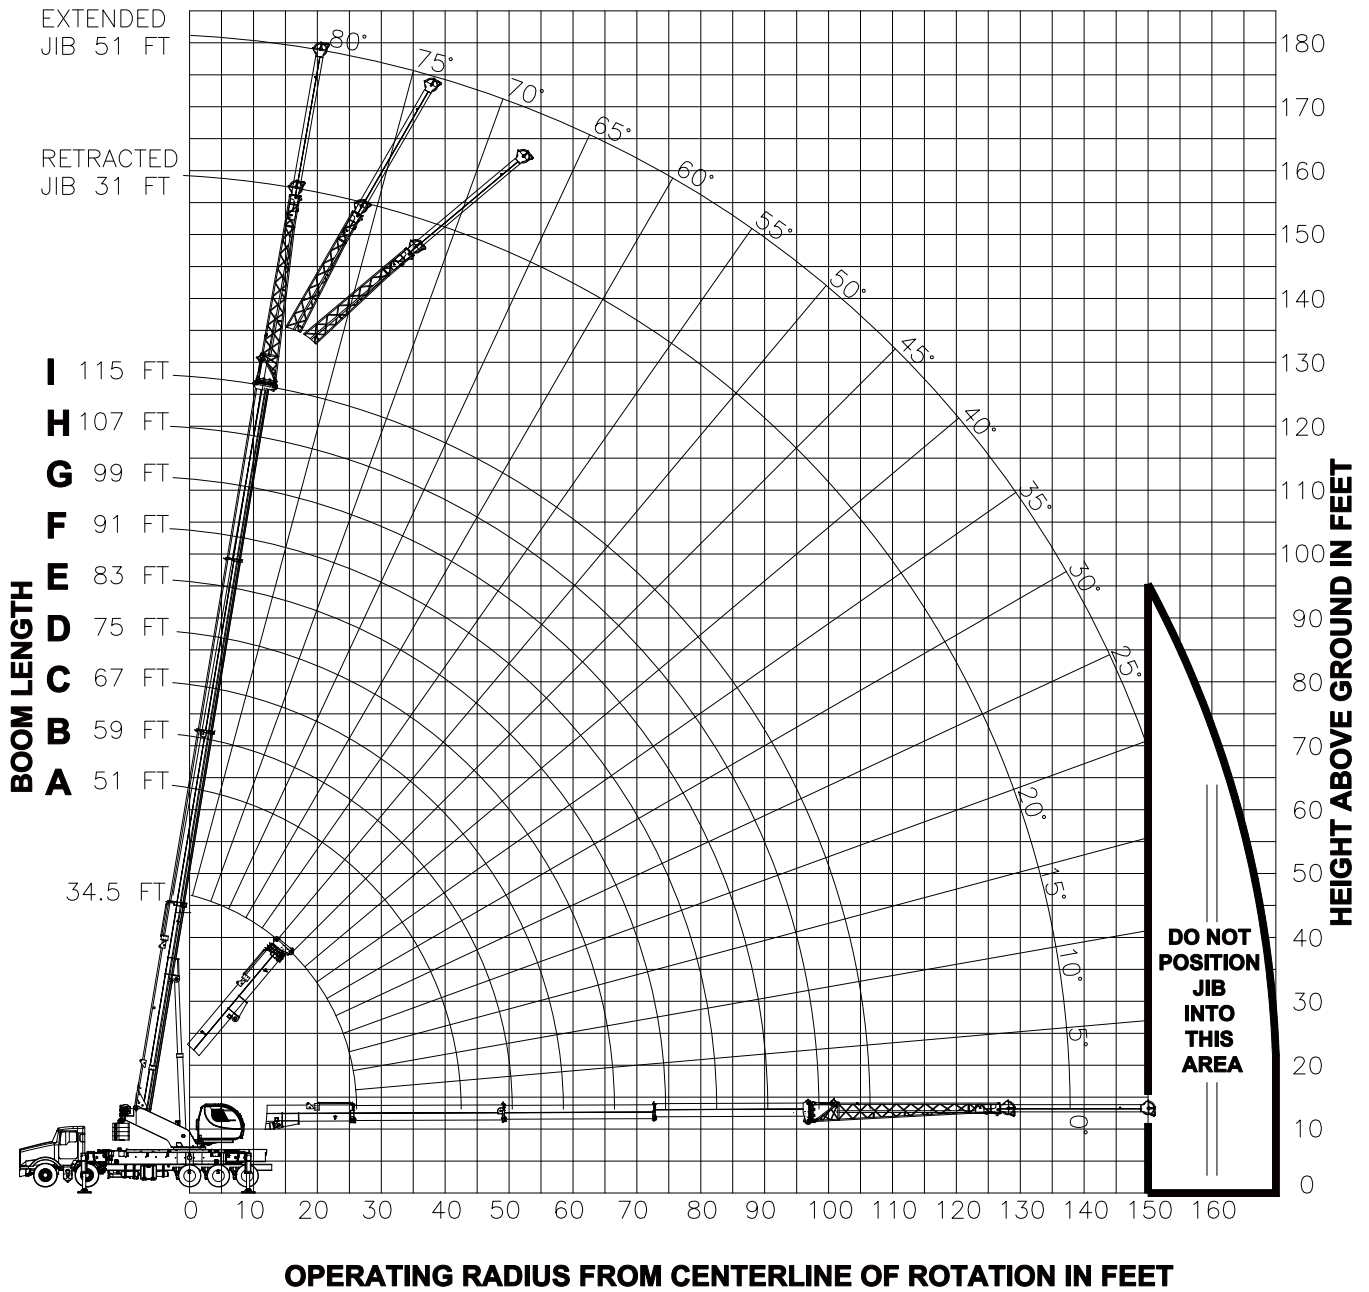 EXTENDED
JIB 51 FT
RETRACTED
JIB 31 FT
I 115 FT
H 107 FT
G 99 FT
F 91 FT
E 83 FT
D 75 FT
C 67 FT
B 59 FT
A 51 FT
34.5 FT
BOOM LENGTH
80°
75°
70°
65°
60°
55°
50°
45°
40°
35°
30°
25°
20°
15°
10°
5°
0°
180
170
160
150
140
130
120
110
100
90
80
70
60
50
40
30
20
10
0
HEIGHT ABOVE GROUND IN FEET
DO NOT
POSITION
JIB
INTO
THIS
AREA
0 10 20 30 40 50 60 70 80 90 100 110 120 130 140 150 160
OPERATING RADIUS FROM CENTERLINE OF ROTATION IN FEET